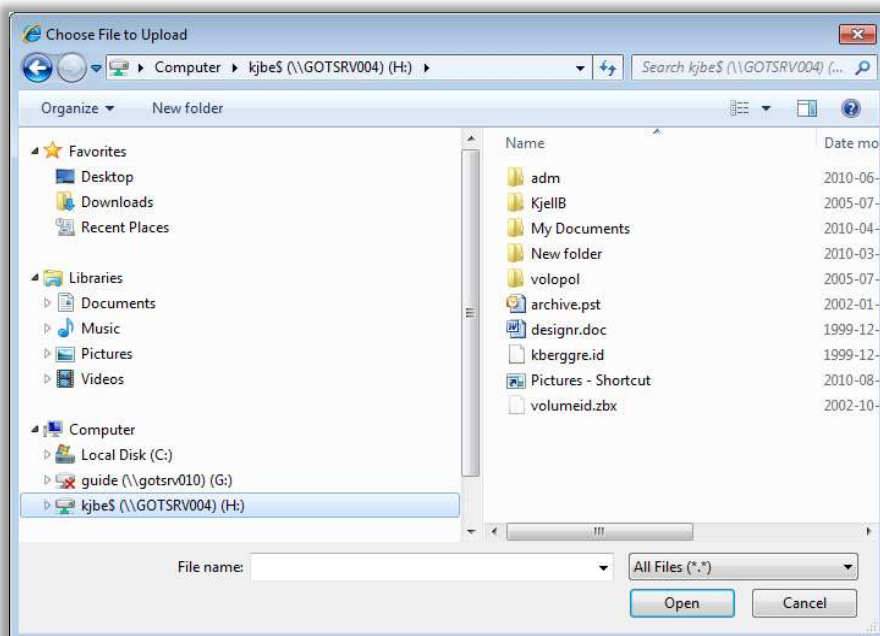 Choose File to Upload
Computer kjbe$ (\\GOTSRV004) (H:) Search kjbe$ (\\GOTSRV004) (...
Organize New folder
Name Date mo
Favorites
Desktop
Downloads
Recent Places
Libraries
Documents
Music
Pictures
Videos
Computer
Local Disk (C:)
guide (\\gotsrv010) (G:)
kjbe$ (\\GOTSRV004) (H:)
adm 2010-06-
KjellB 2005-07-
My Documents 2010-04-
New folder 2010-03-
volopol 2005-07-
archive.pst 2002-01-
designr.doc 1999-12-
kberggre.id 1999-12-
Pictures - Shortcut 2010-08-
volumeid.zbx 2002-10-
File name: All Files (*.*)
Open Cancel